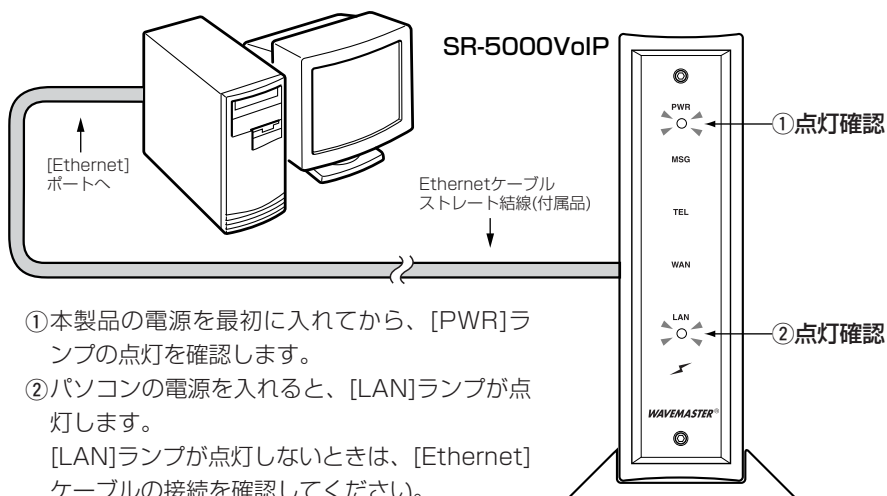 SR-5000VoIP
PWR
①点灯確認
MSG
[Ethernet]
ポートへ
Ethernetケーブル
ストレート結線(付属品)
TEL
WAN
LAN
②点灯確認
WAVEMASTER®
①本製品の電源を最初に入れてから、[PWR]ラ
ンプの点灯を確認します。
②パソコンの電源を入れると、[LAN]ランプが点
灯します。
[LAN]ランプが点灯しないときは、[Ethernet]
ケーブルの接続を確認してください。